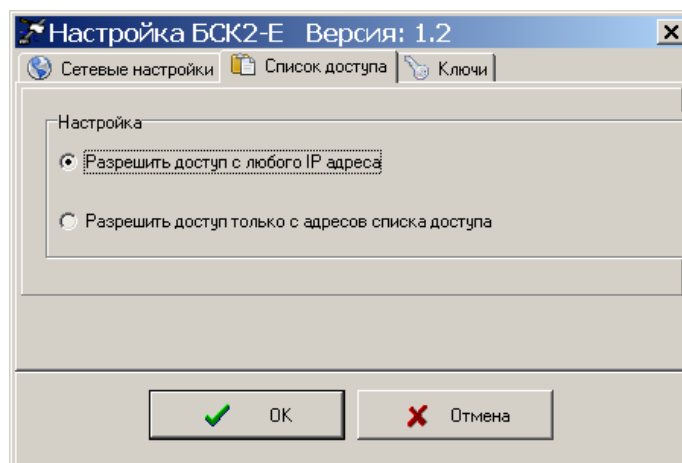 Настройка БСК2-Е Версия: 1.2
Сетевые настройки Список доступа Ключи
Настройка
Разрешить доступ с любого IP адреса
Разрешить доступ только с адресов списка доступа
OK Отмена